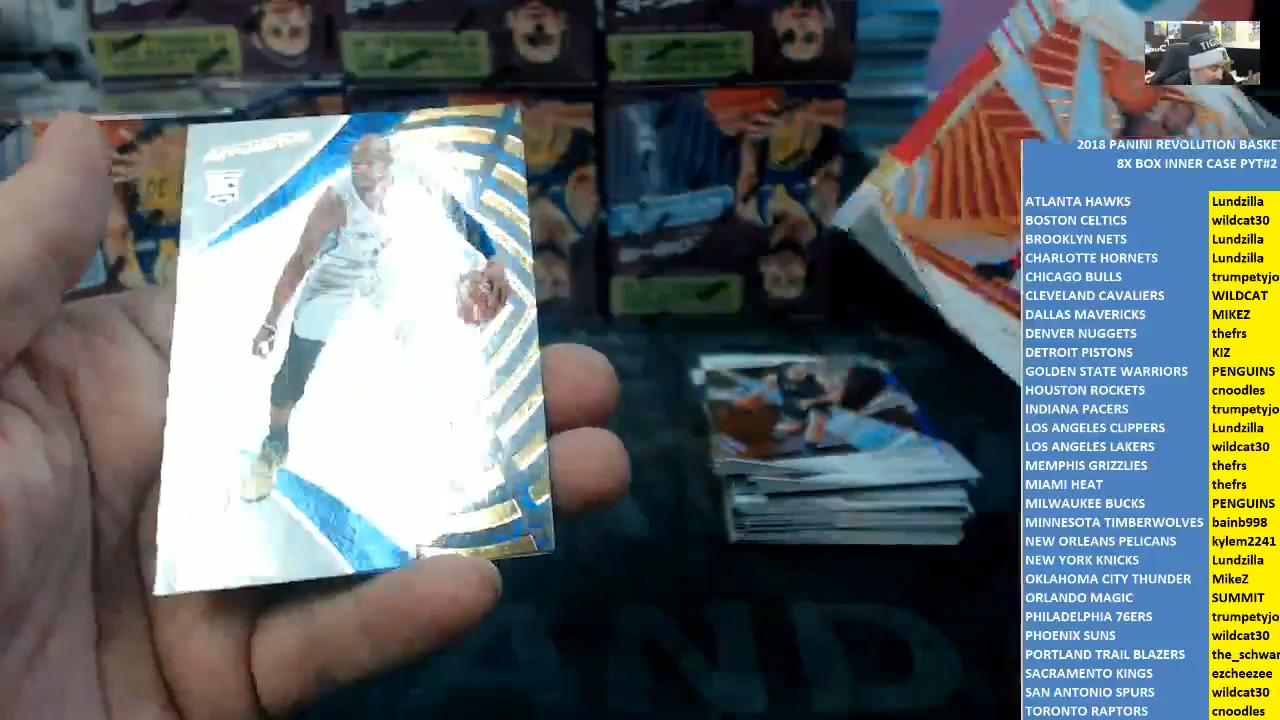 2018 PANINI REVOLUTION BASKE
8X BOX INNER CASE PYT#2
ATLANTA HAWKS Lundzilla
BOSTON CELTICS wildcat30
BROOKLYN NETS Lundzilla
CHARLOTTE HORNETS Lundzilla
CHICAGO BULLS trumpetyjo
CLEVELAND CAVALIERS WILDCAT
DALLAS MAVERICKS MIKEZ
DENVER NUGGETS thefrs
DETROIT PISTONS KIZ
GOLDEN STATE WARRIORS PENGUINS
HOUSTON ROCKETS cnoodles
INDIANA PACERS trumpetyjo
LOS ANGELES CLIPPERS Lundzilla
LOS ANGELES LAKERS wildcat30
MEMPHIS GRIZZLIES thefrs
MIAMI HEAT thefrs
MILWAUKEE BUCKS PENGUINS
MINNESOTA TIMBERWOLVES bainb998
NEW ORLEANS PELICANS kylem2241
NEW YORK KNICKS Lundzilla
OKLAHOMA CITY THUNDER MikeZ
ORLANDO MAGIC SUMMIT
PHILADELPHIA 76ERS trumpetyjo
PHOENIX SUNS wildcat30
PORTLAND TRAIL BLAZERS the_schwar
SACRAMENTO KINGS ezcheezee
SAN ANTONIO SPURS wildcat30
TORONTO RAPTORS cnoodles
AND